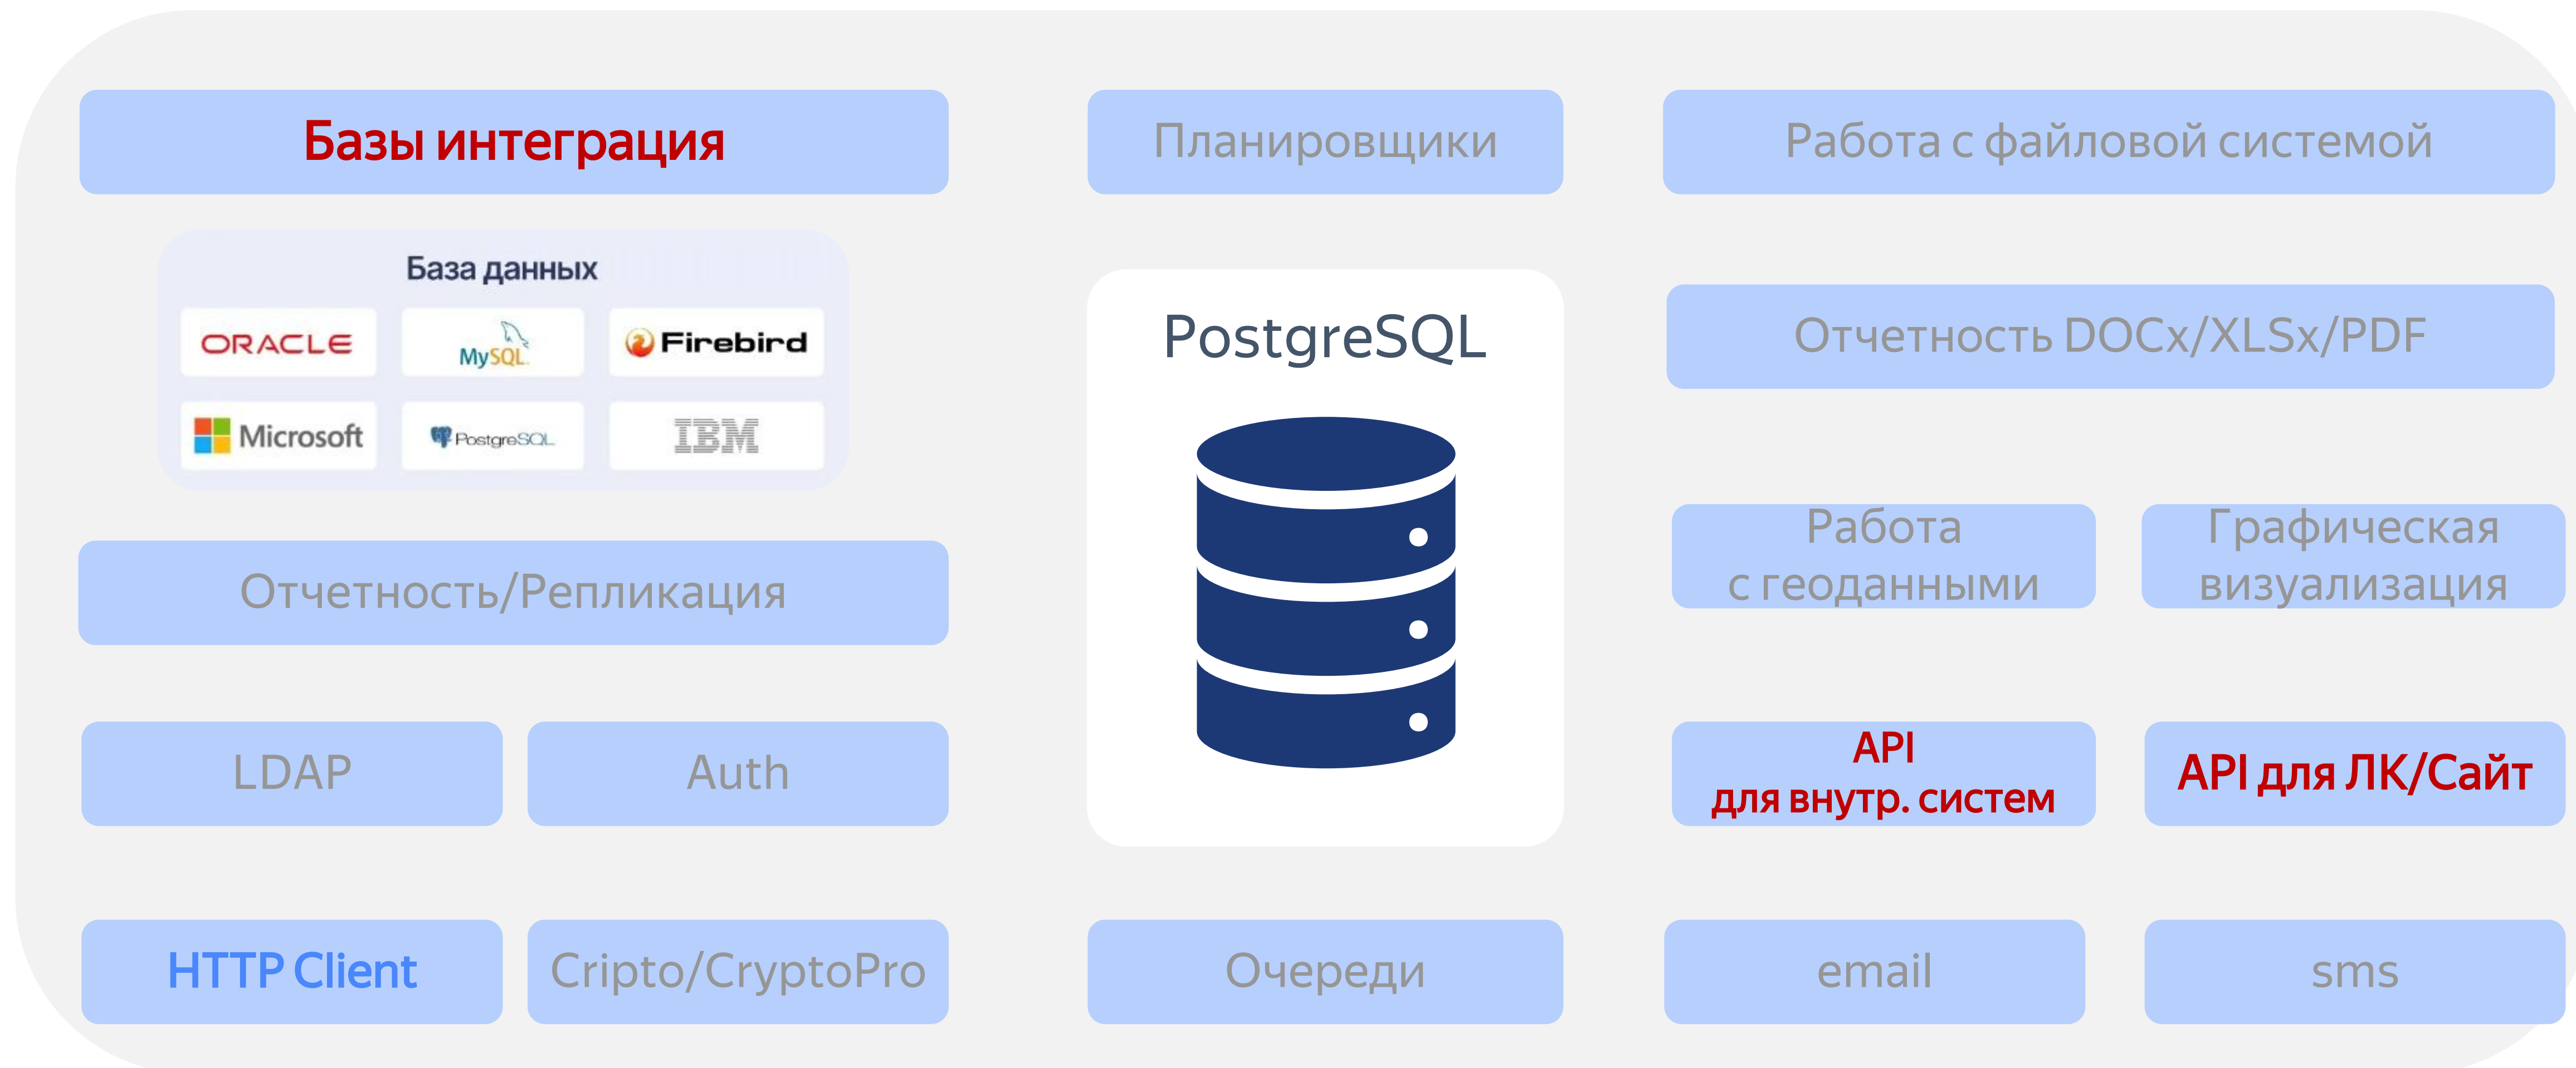 Базы интеграция
Планировщики
Работа с файловой системой
База данных
ORACLE
MySQL
Firebird
Microsoft
PostgreSQL
IBM
PostgreSQL
Отчетность DOCx/XLSx/PDF
Отчетность/Репликация
Работа
с геоданными
Графическая
визуализация
LDAP
Auth
API
для внутр. систем
API для ЛК/Сайт
HTTP Client
Cripto/CryptoPro
Очереди
email
sms